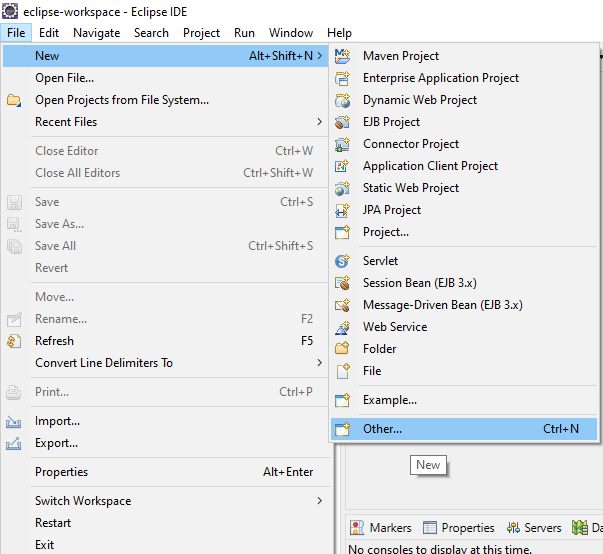 eclipse-workspace - Eclipse IDE
File Edit Navigate Search Project Run Window Help
New Alt+Shift+N >
Open File...
Open Projects from File System...
Recent Files >
Close Editor Ctrl+W
Close All Editors Ctrl+Shift+W
Save Ctrl+S
Save As...
Save All Ctrl+Shift+S
Revert
Move...
Rename... F2
Refresh F5
Convert Line Delimiters To >
Print... Ctrl+P
Import...
Export...
Properties Alt+Enter
Switch Workspace >
Restart
Exit
Maven Project
Enterprise Application Project
Dynamic Web Project
EJB Project
Connector Project
Application Client Project
Static Web Project
JPA Project
Project...
Servlet
Session Bean (EJB 3.x)
Message-Driven Bean (EJB 3.x)
Web Service
Folder
File
Example...
Other... Ctrl+N
New
Markers Properties Servers Da
No consoles to display at this time.